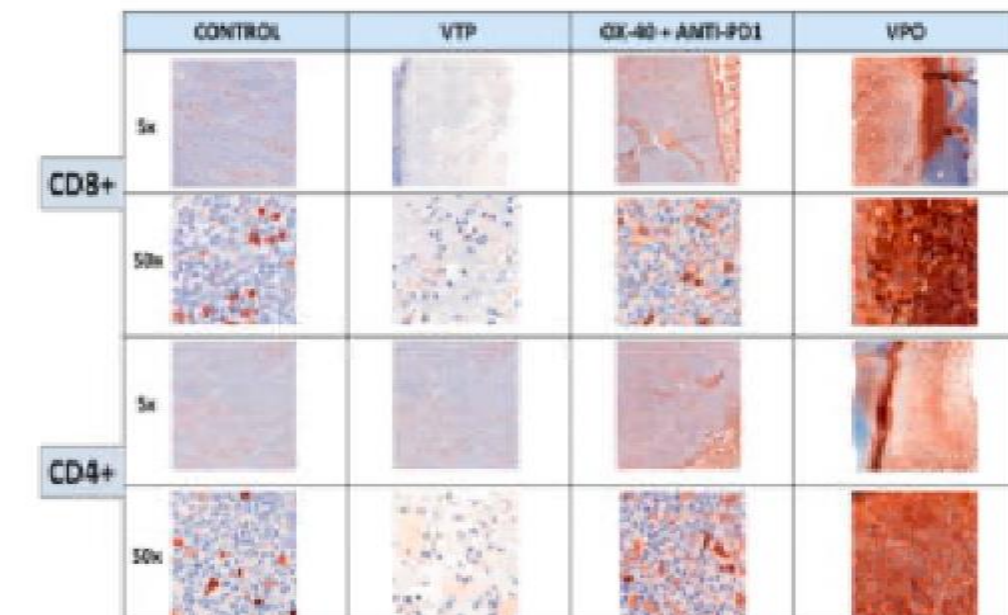 CONTROL VTP OX-40 + ANTI-PD1 VPO
5x
CD8+
50x
5x
CD4+
50x